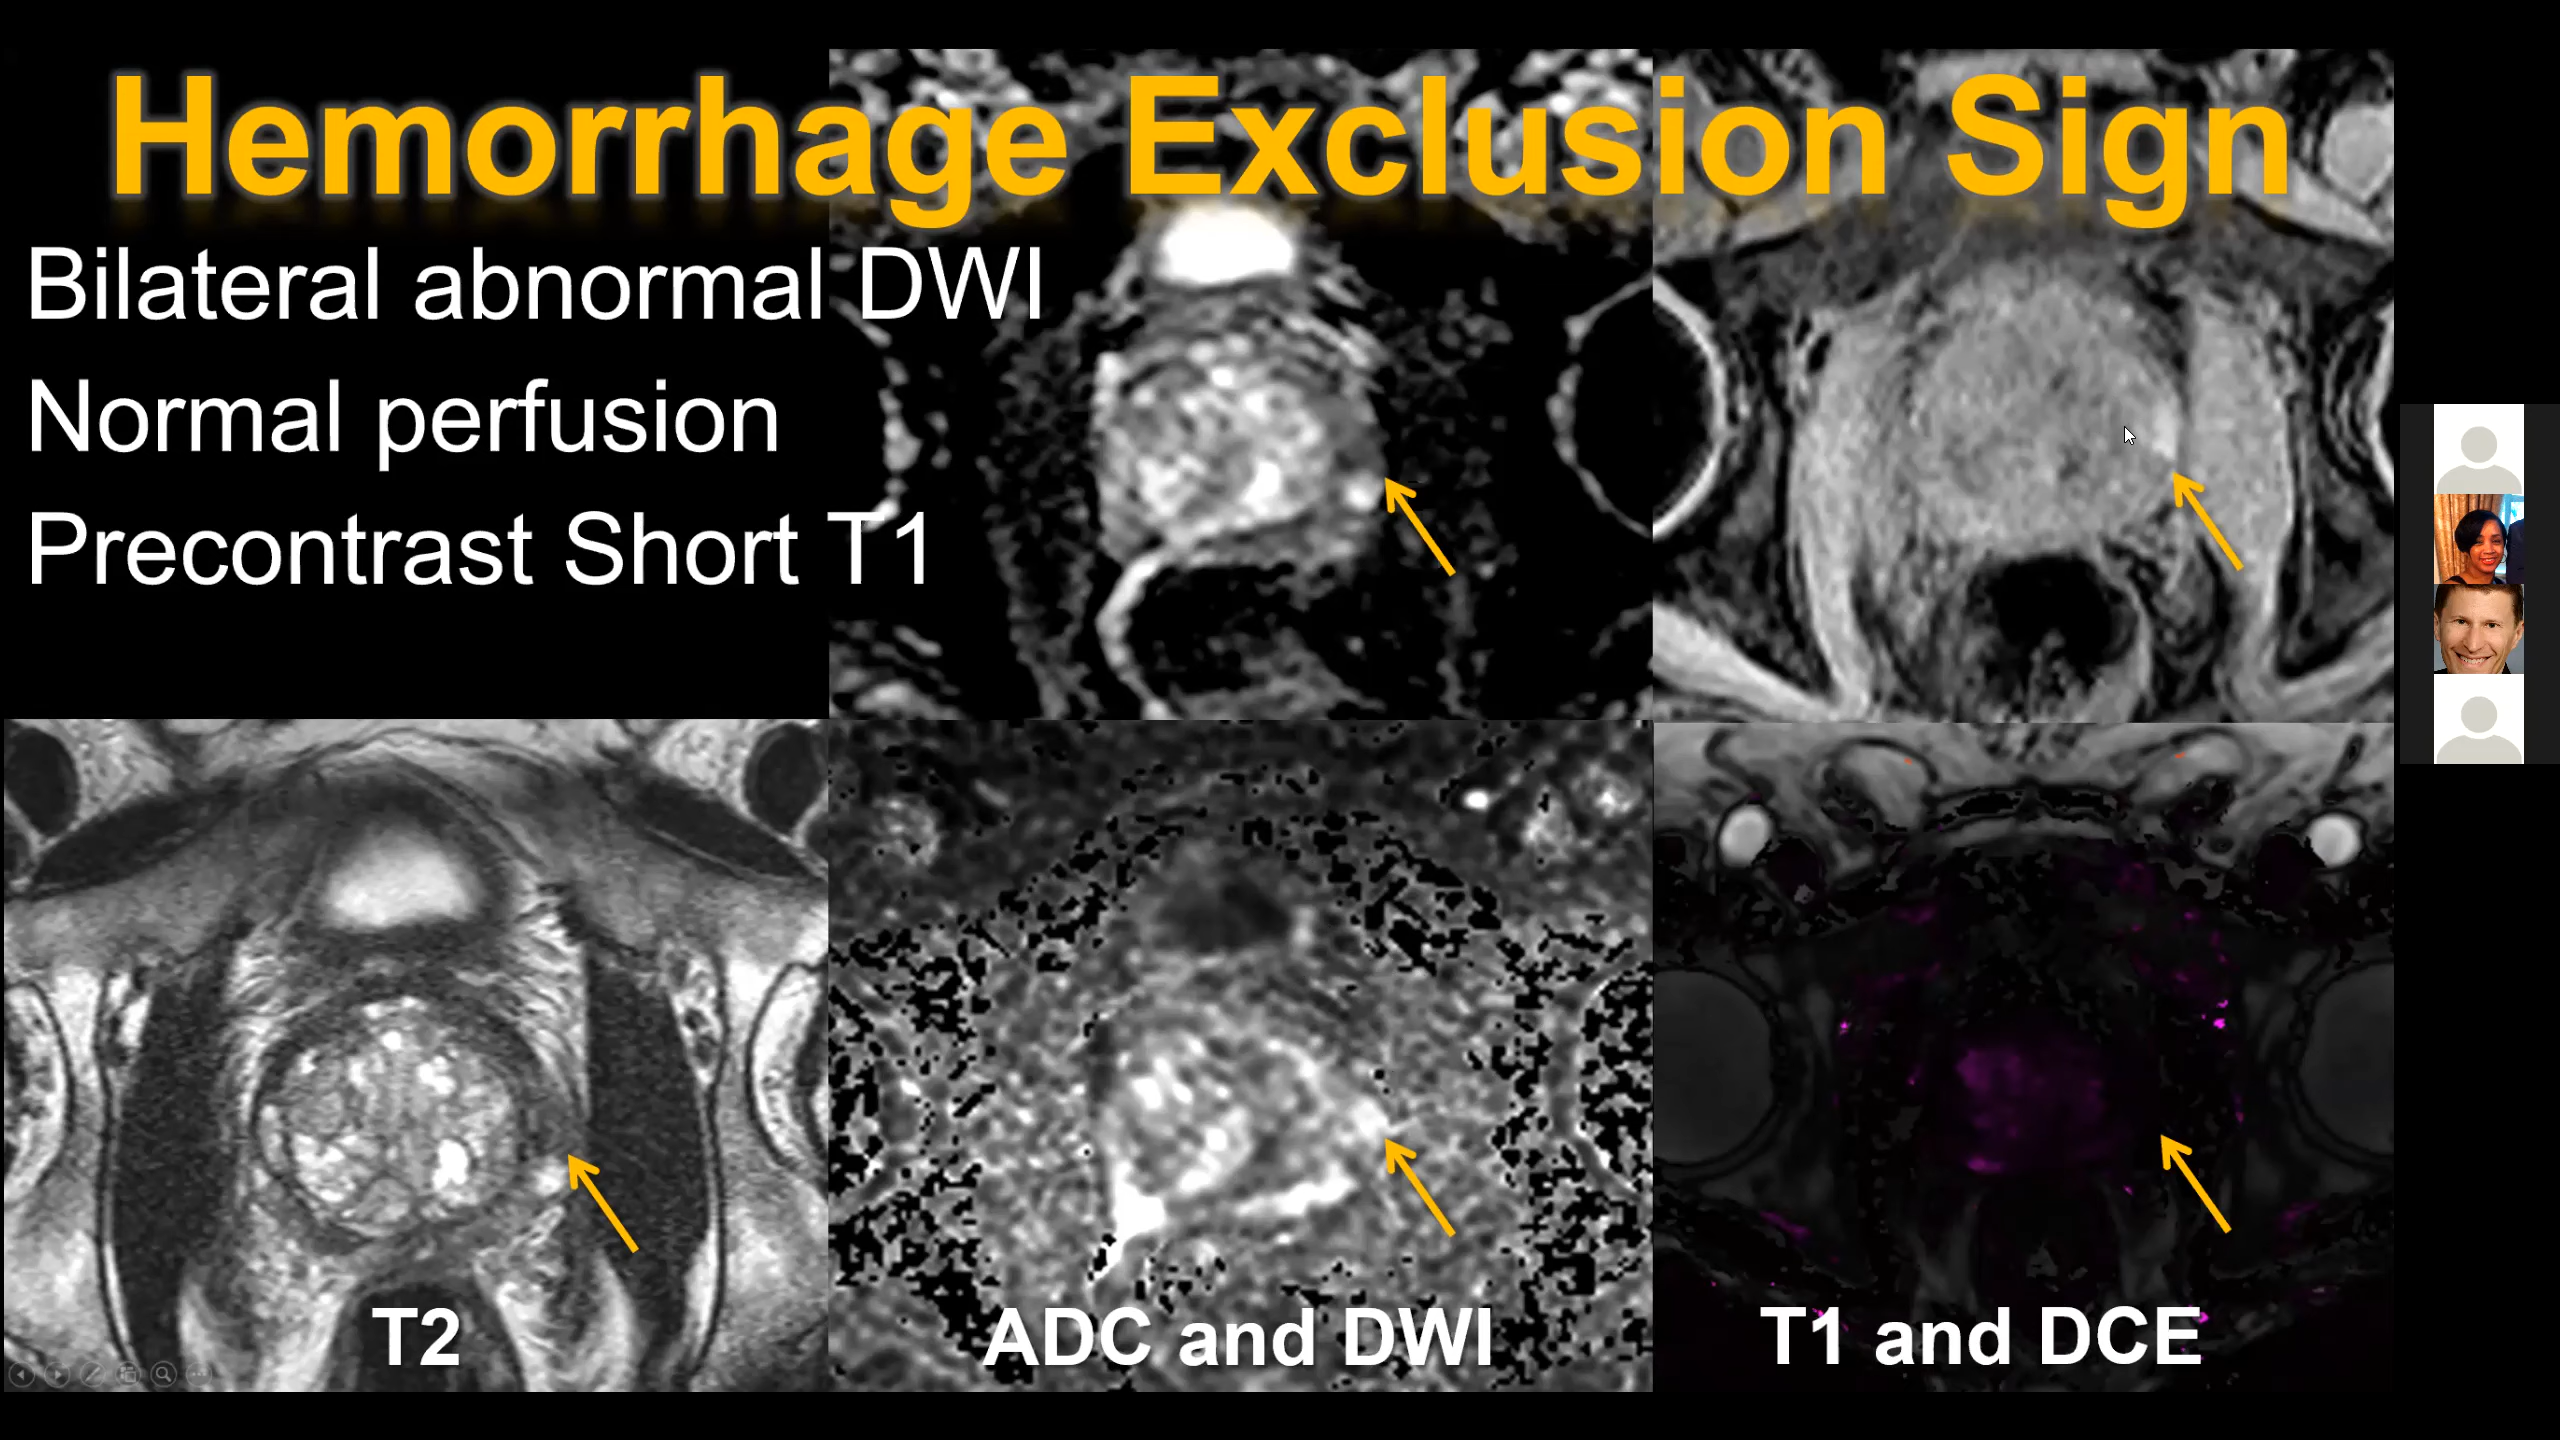 Hemorrhage Exclusion Sign
Bilateral abnormal DWI
Normal perfusion
Precontrast Short T1
T2
ADC and DWI
T1 and DCE